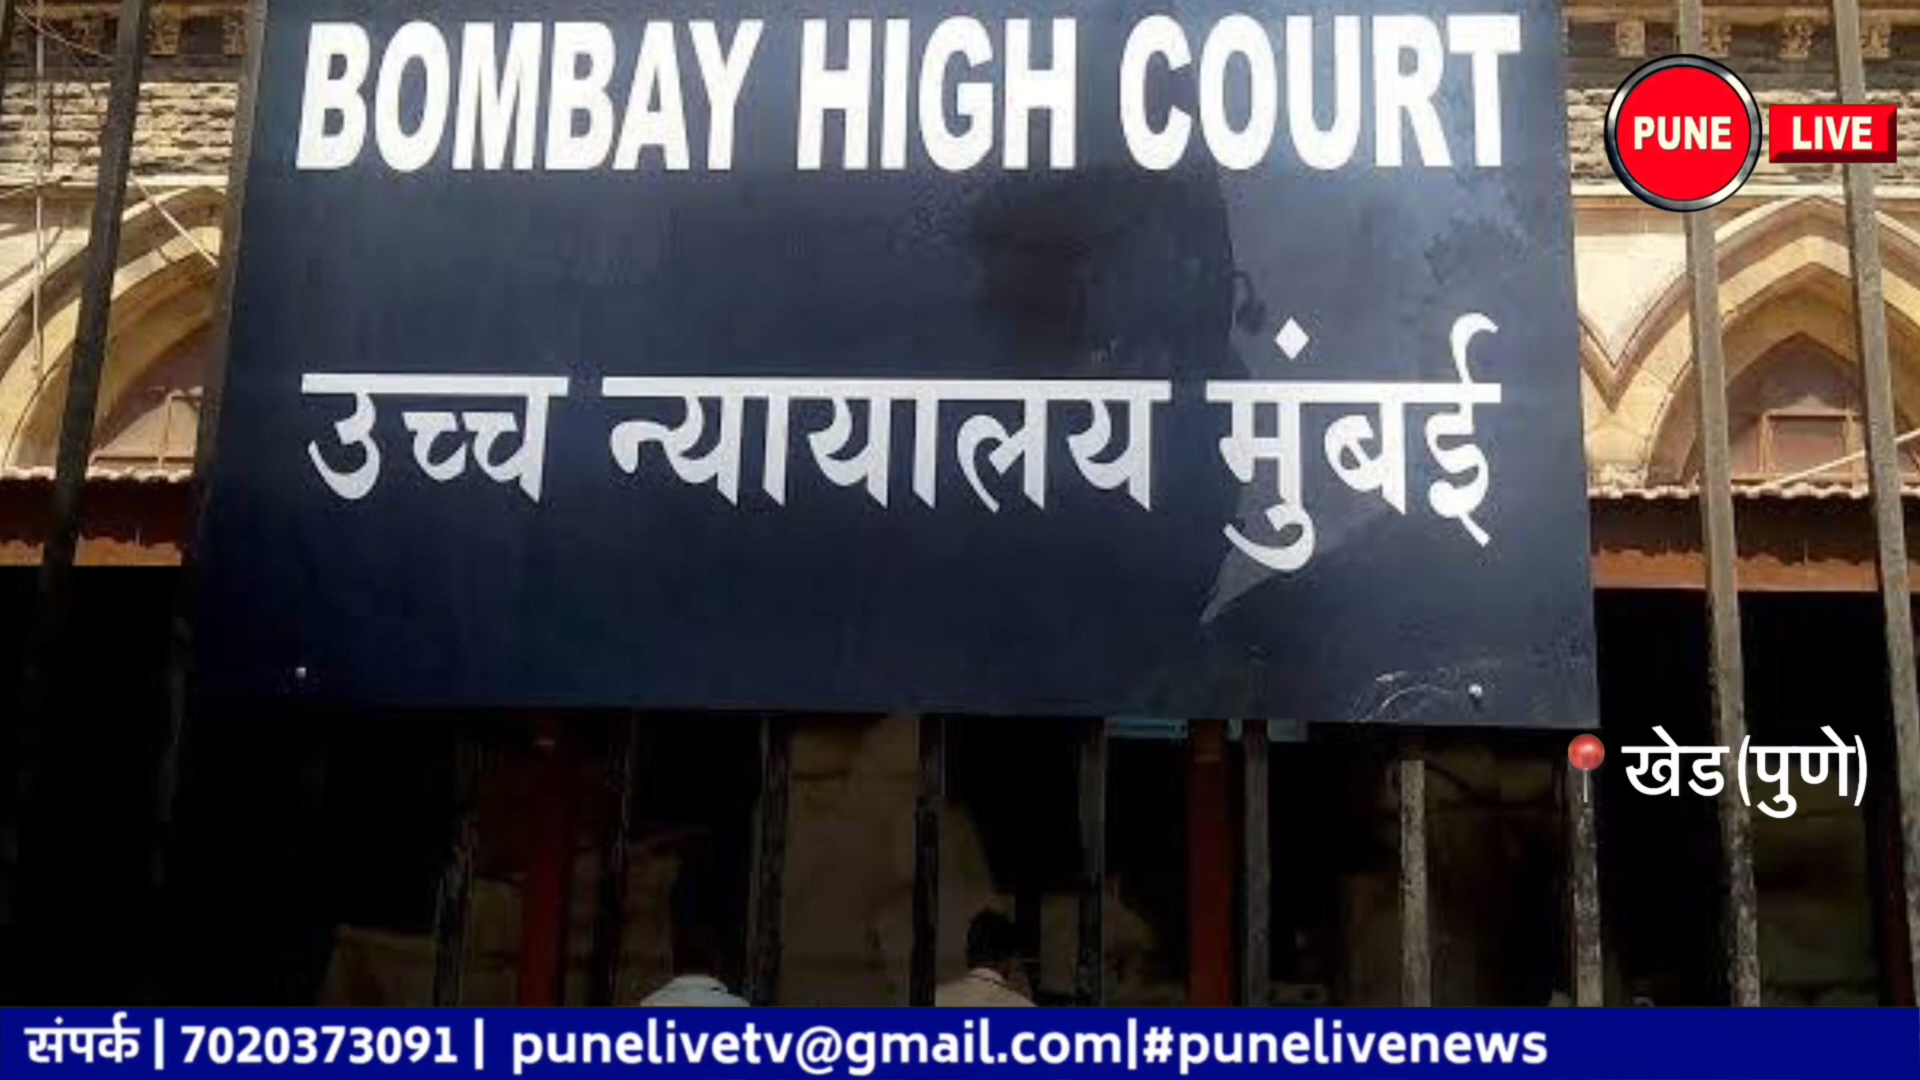 BOMBAY HIGH COURT
PUNE LIVE
उच्च न्यायालय मुंबई
खेड (पुणे)
संपर्क | 7020373091 | punelivetv@gmail.com|#punelivenews